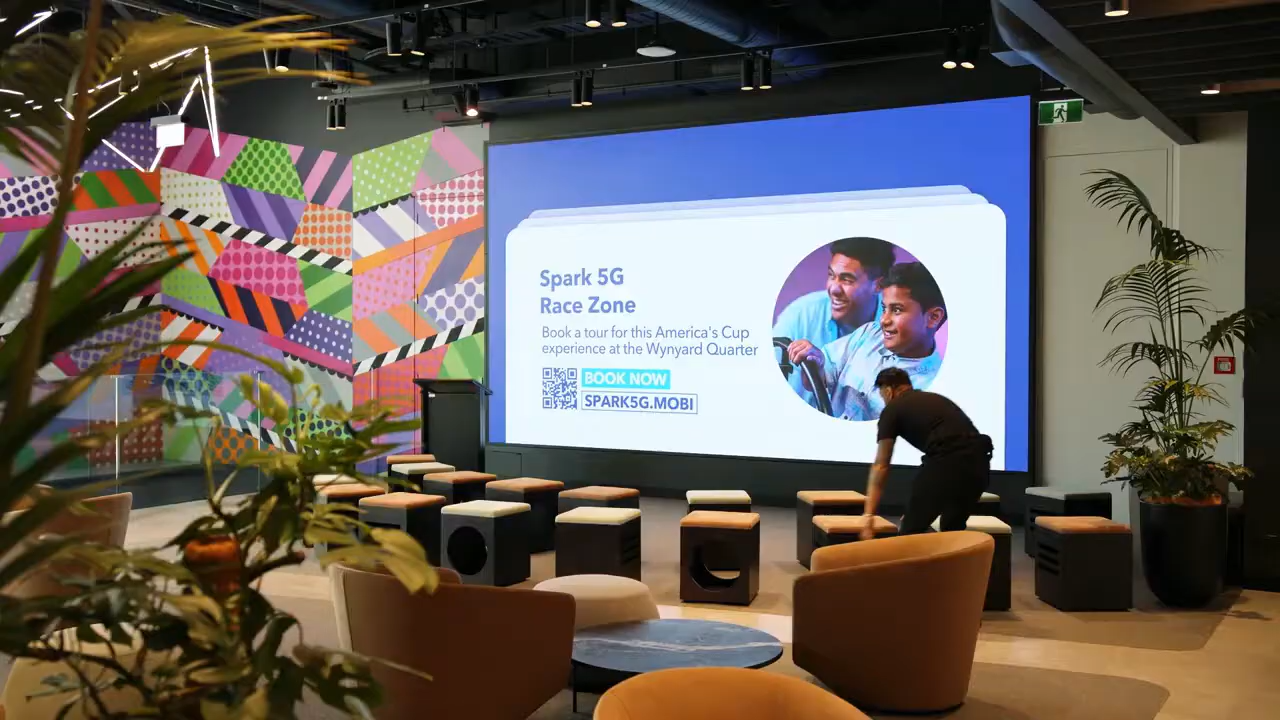 Spark 5G
Race Zone
Book a tour for this America's Cup
experience at the Wynyard Quarter
BOOK NOW
SPARK5G.MOBI